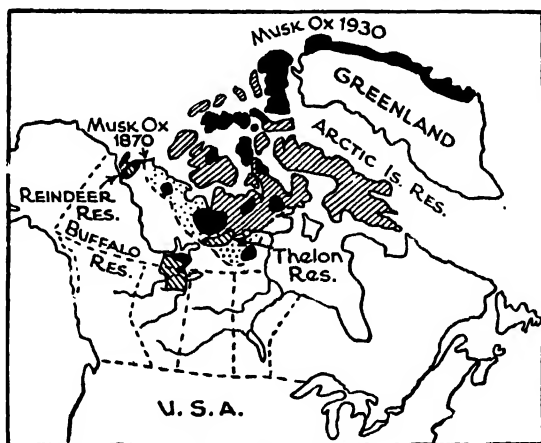 Musk Ox 1930
GREENLAND
Musk Ox
1870
ARCTIC Is. RES.
REINDEER
RES.
BUFFALO
RES.
Thelon
Res.
U. S. A.